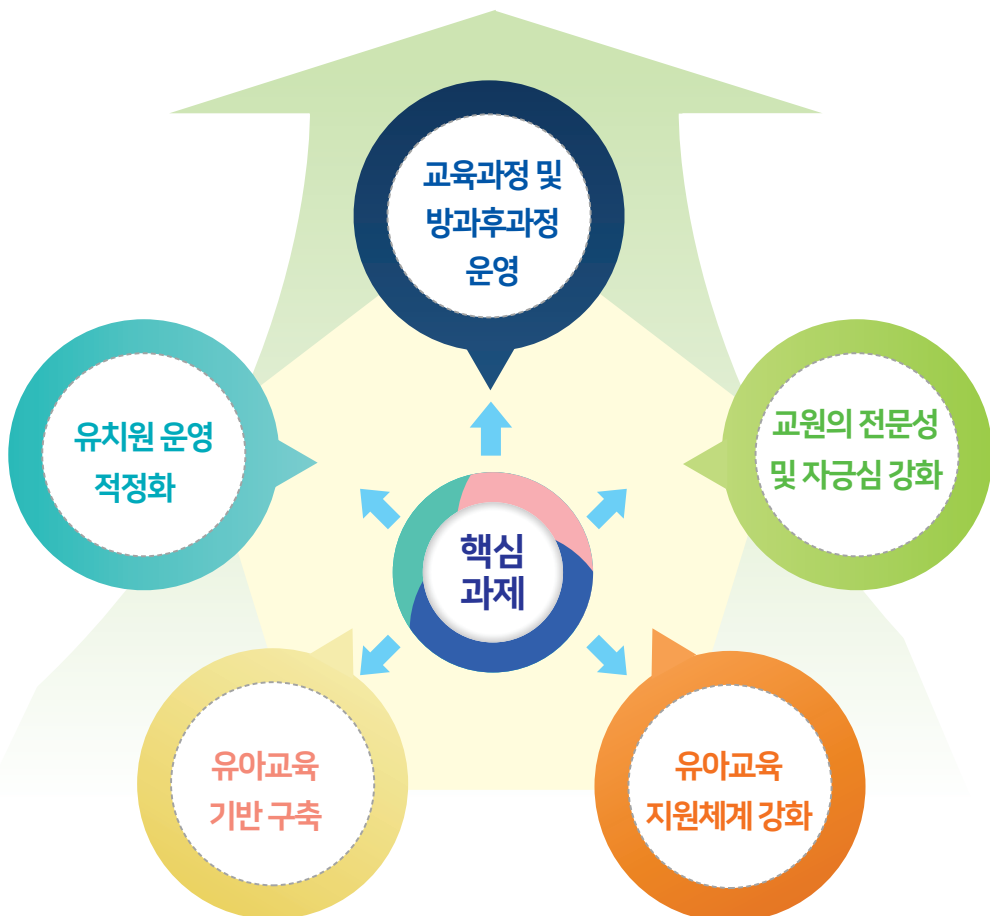 교육과정 및
방과후과정
운영
유치원 운영
적정화
교원의 전문성
및 자긍심 강화
핵심
과제
유아교육
기반 구축
유아교육
지원체계 강화